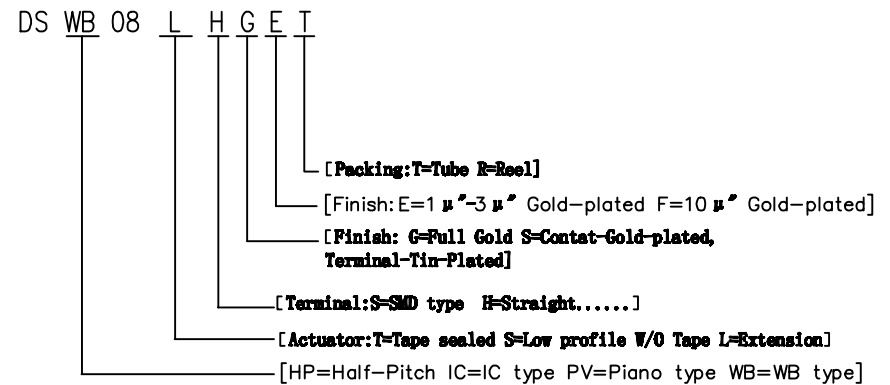 DS WB 08 L H G E T
[Packing:T=Tube R=Reel]
[Finish: E=1 μ"-3 μ" Gold-plated F=10 μ" Gold-plated]
[Finish: G=Full Gold S=Contat-Gold-plated,
Terminal-Tin-Plated]
[Terminal:S=SMD type H=Straight......]
[Actuator:T=Tape sealed S=Low profile W/O Tape L=Extension]
[HP=Half-Pitch IC=IC type PV=Piano type WB=WB type]